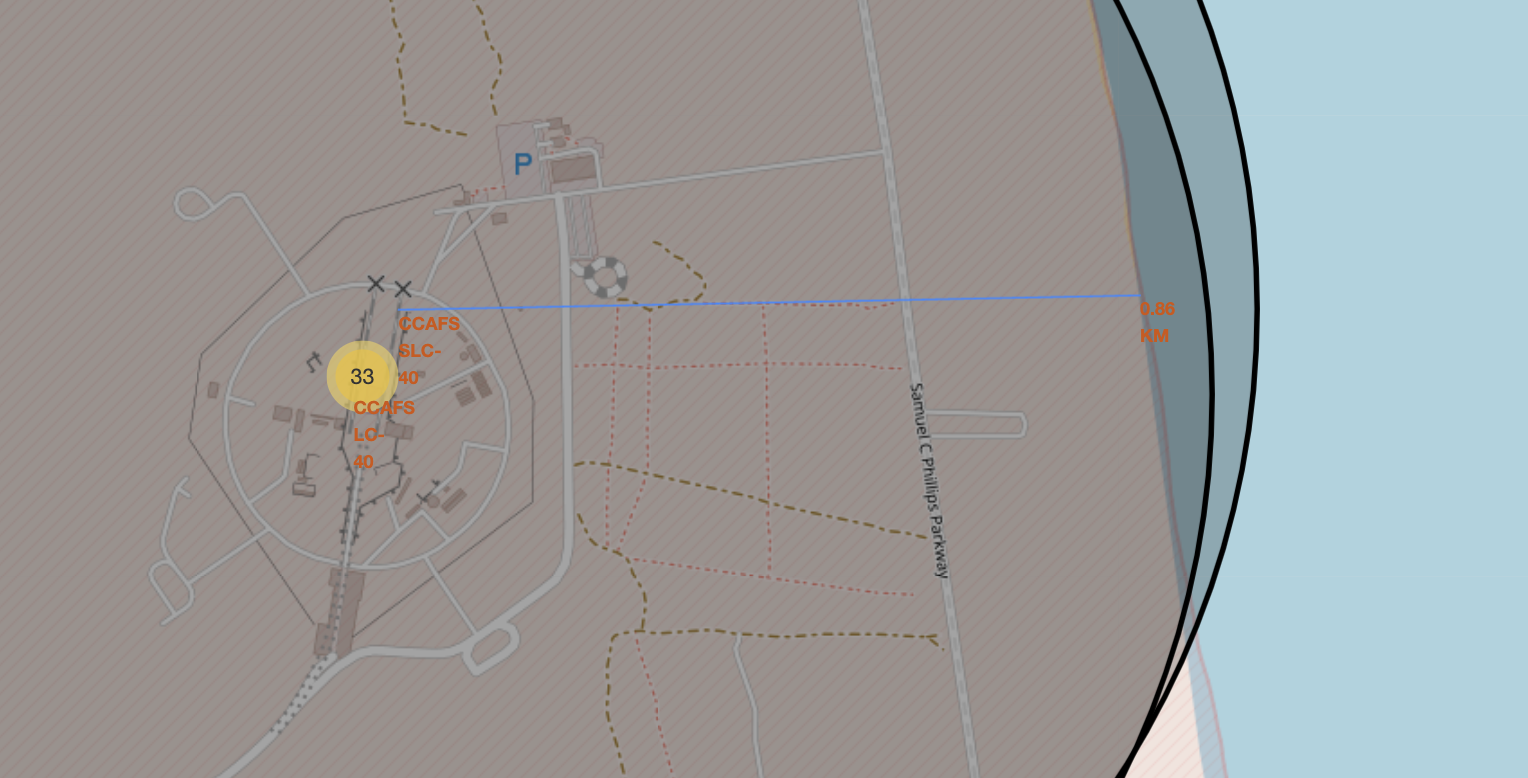 P
CCAFS
SLC-
40
33
CCAFS
LC-
40
0.86
KM
Samuel C Phillips Parkway